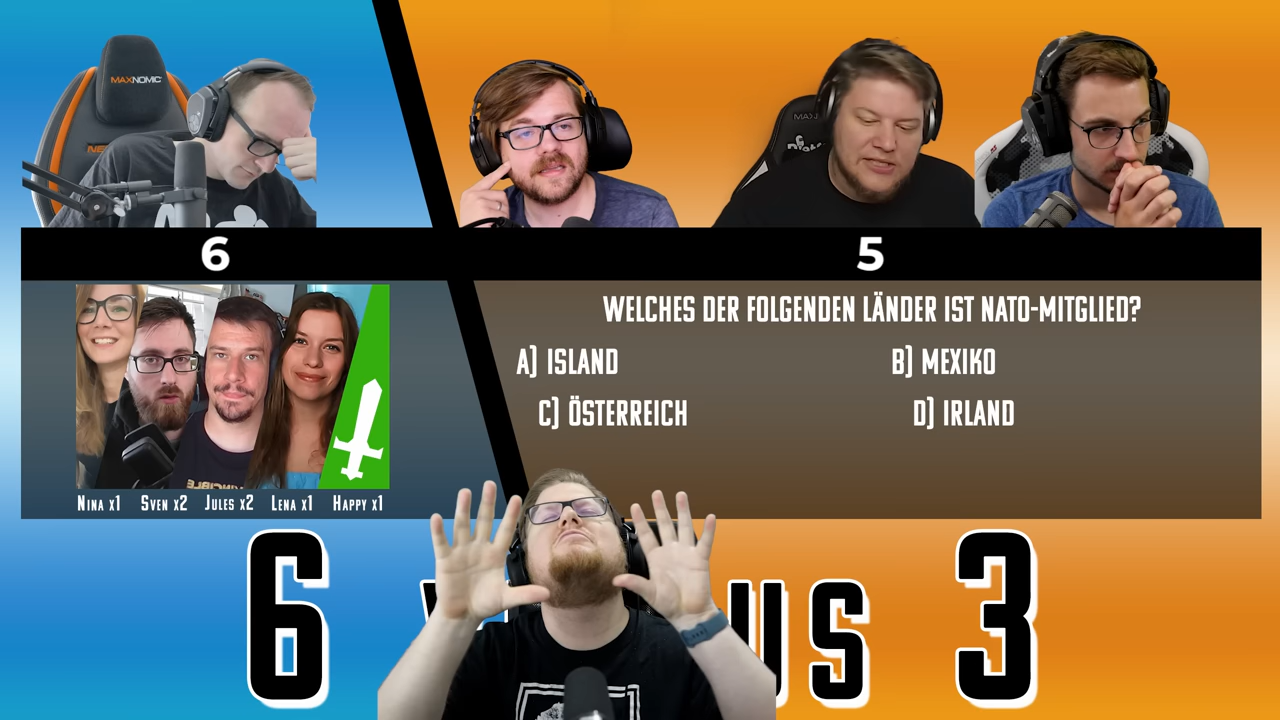 MAXNOMIC
6
5
WELCHES DER FOLGENDEN LÄNDER IST NATO-MITGLIED?
A) ISLAND
B) MEXIKO
C) ÖSTERREICH
D) IRLAND
NINA X1 SVEN X2 JULES X2 LENA X1 HAPPY X1
6
US
3